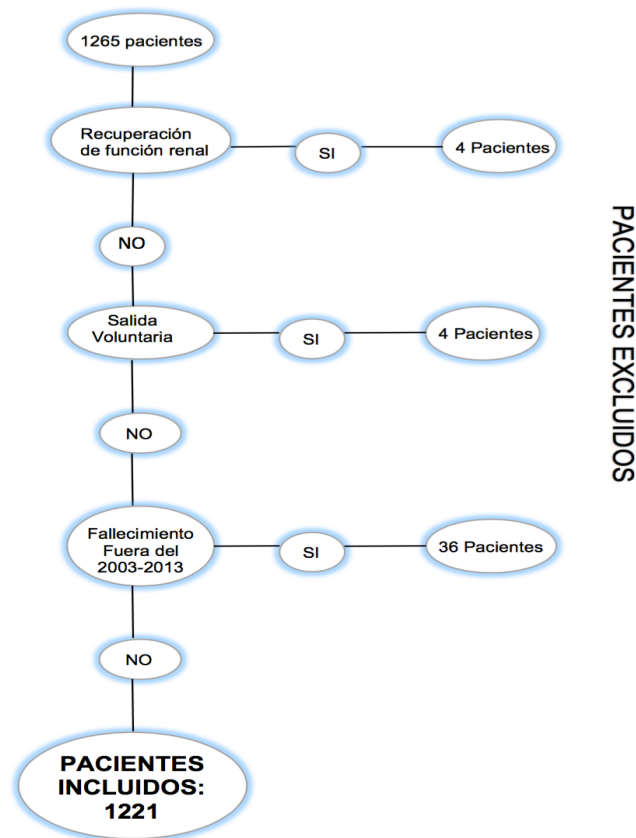 1265 pacientes
Recuperación
de función renal
SI
4 Pacientes
NO
Salida
Voluntaria
SI
4 Pacientes
NO
Fallecimiento
Fuera del
2003-2013
SI
36 Pacientes
NO
PACIENTES
INCLUIDOS:
1221
PACIENTES EXCLUIDOS